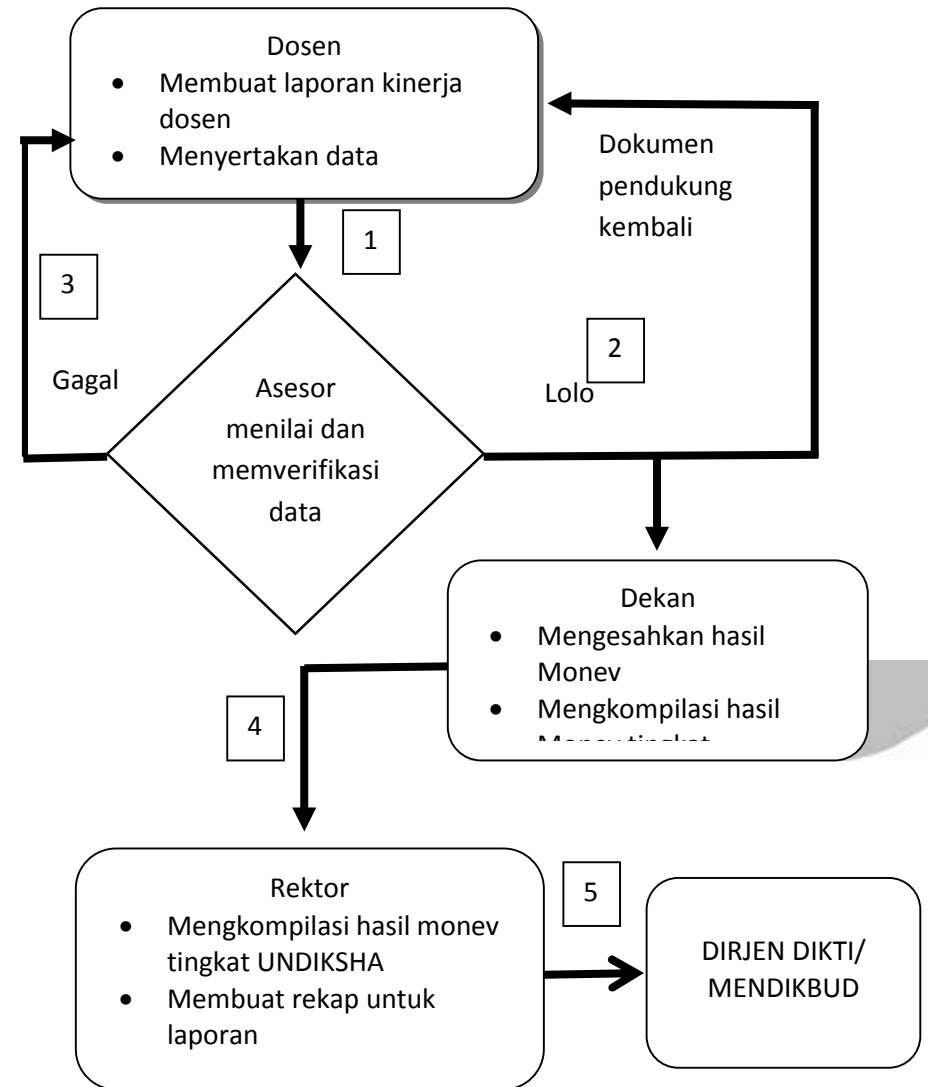 Dosen
• Membuat laporan kinerja
dosen
• Menyertakan data
Dokumen
pendukung
kembali
1
3
2
Gagal
Lolo
Asesor
menilai dan
memverifikasi
data
Dekan
• Mengesahkan hasil
Monev
• Mengkompilasi hasil
4
Rektor
• Mengkompilasi hasil monev
tingkat UNDIKSHA
• Membuat rekap untuk
laporan
5
DIRJEN DIKTI/
MENDIKBUD